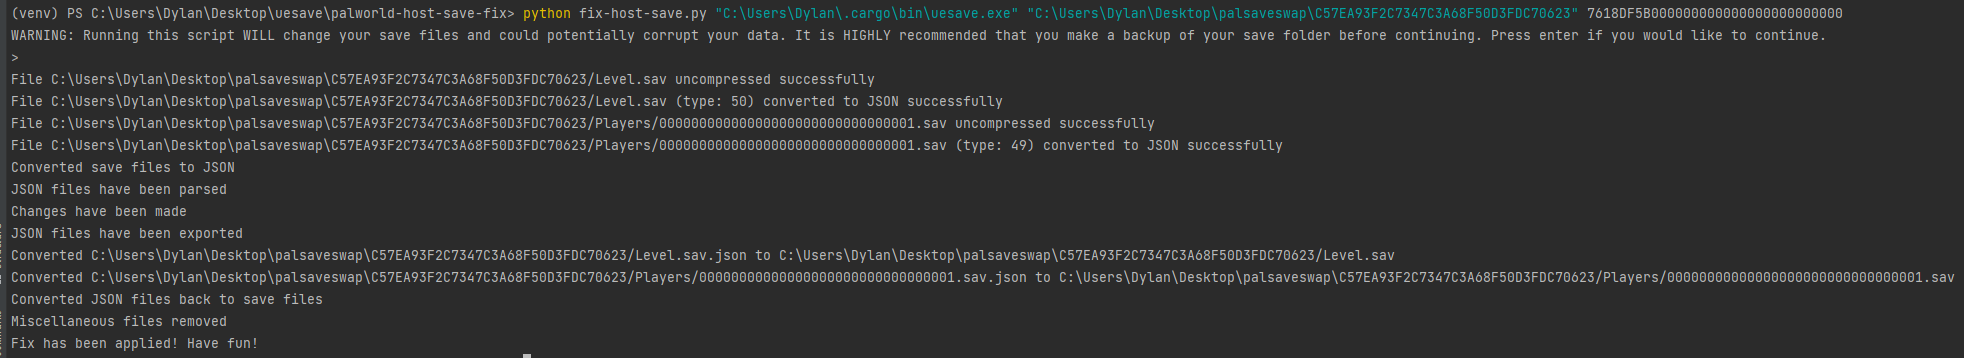 (venv) PS C:\Users\Dylan\Desktop\uesave\palworld-host-save-fix> python fix-host-save.py "C:\Users\Dylan\.cargo\bin\uesave.exe" "C:\Users\Dylan\Desktop\palsaveswap\C57EA93F2C7347C3A68F50D3FDC70623" 7618DF5B000000000000000000000000
WARNING: Running this script WILL change your save files and could potentially corrupt your data. It is HIGHLY recommended that you make a backup of your save folder before continuing. Press enter if you would like to continue.
>
File C:\Users\Dylan\Desktop\palsaveswap\C57EA93F2C7347C3A68F50D3FDC70623/Level.sav uncompressed successfully
File C:\Users\Dylan\Desktop\palsaveswap\C57EA93F2C7347C3A68F50D3FDC70623/Level.sav (type: 50) converted to JSON successfully
File C:\Users\Dylan\Desktop\palsaveswap\C57EA93F2C7347C3A68F50D3FDC70623/Players/00000000000000000000000000000001.sav uncompressed successfully
File C:\Users\Dylan\Desktop\palsaveswap\C57EA93F2C7347C3A68F50D3FDC70623/Players/00000000000000000000000000000001.sav (type: 49) converted to JSON successfully
Converted save files to JSON
JSON files have been parsed
Changes have been made
JSON files have been exported
Converted C:\Users\Dylan\Desktop\palsaveswap\C57EA93F2C7347C3A68F50D3FDC70623/Level.sav.json to C:\Users\Dylan\Desktop\palsaveswap\C57EA93F2C7347C3A68F50D3FDC70623/Level.sav
Converted C:\Users\Dylan\Desktop\palsaveswap\C57EA93F2C7347C3A68F50D3FDC70623/Players/00000000000000000000000000000001.sav.json to C:\Users\Dylan\Desktop\palsaveswap\C57EA93F2C7347C3A68F50D3FDC70623/Players/00000000000000000000000000000001.sav
Converted JSON files back to save files
Miscellaneous files removed
Fix has been applied! Have fun!